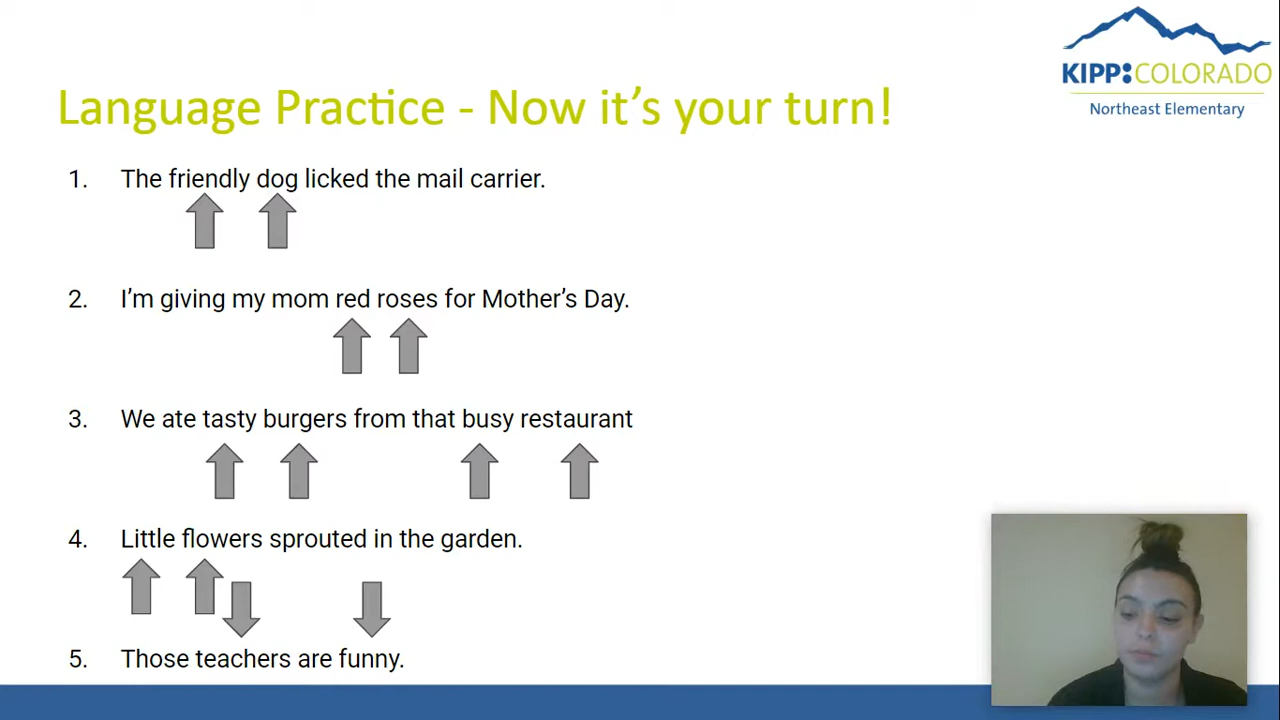 KIPP:COLORADO
Northeast Elementary
Language Practice - Now it's your turn!
1. The friendly dog licked the mail carrier.
2. I'm giving my mom red roses for Mother's Day.
3. We ate tasty burgers from that busy restaurant
4. Little flowers sprouted in the garden.
5. Those teachers are funny.